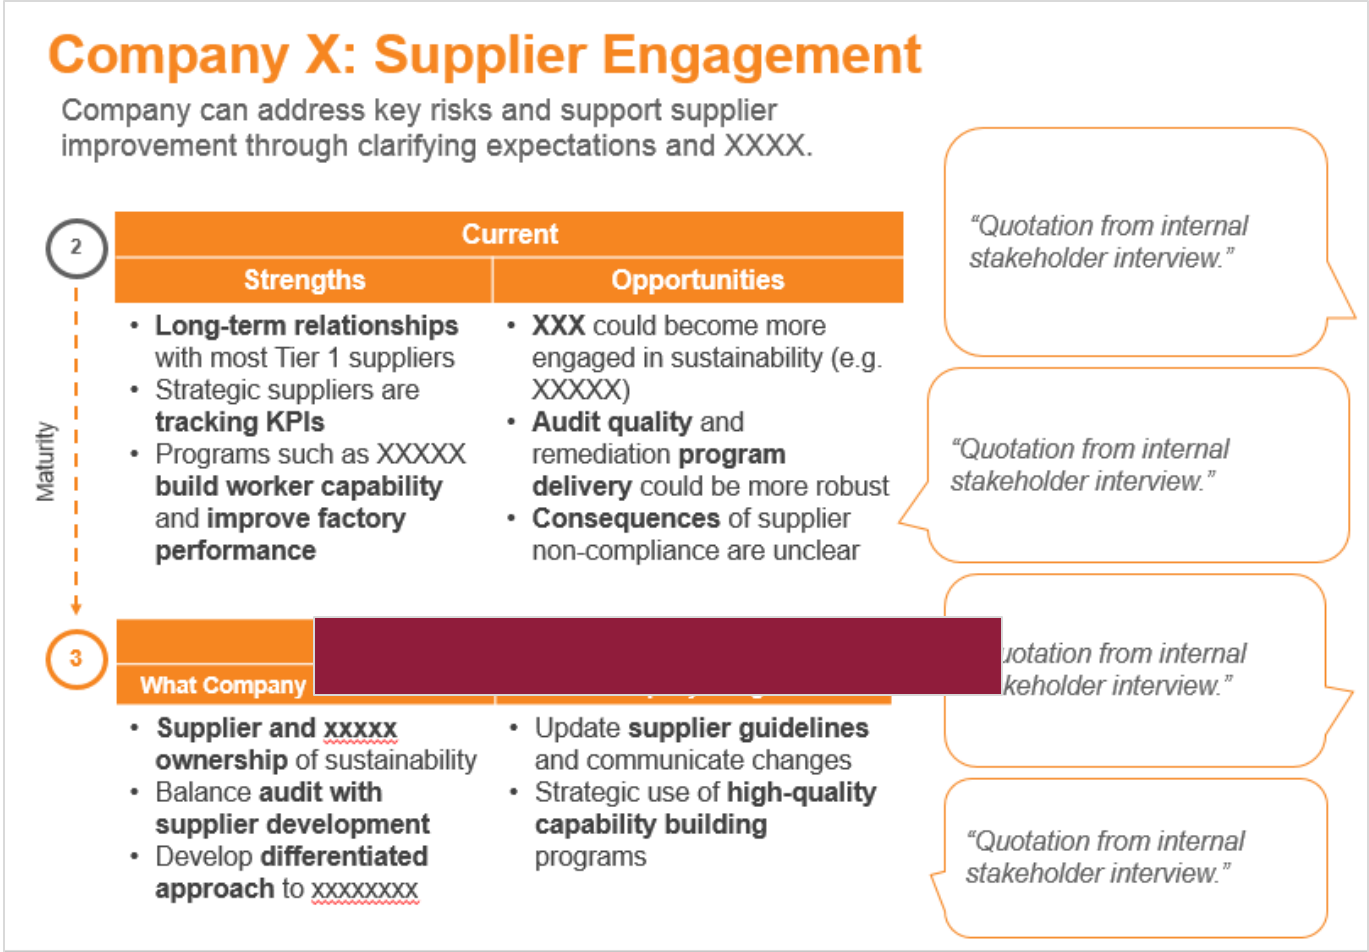 Company X: Supplier Engagement
Company can address key risks and support supplier
improvement through clarifying expectations and XXXX.
2
Current
Strengths
Opportunities
• Long-term relationships
with most Tier 1 suppliers
• Strategic suppliers are
tracking KPIs
• Programs such as XXXXX
build worker capability
and improve factory
performance
• XXX could become more
engaged in sustainability (e.g.
XXXXX)
• Audit quality and
remediation program
delivery could be more robust
• Consequences of supplier
non-compliance are unclear
Maturity
3
What Company
• Supplier and xxxxx
ownership of sustainability
• Balance audit with
supplier development
• Develop differentiated
approach to xxxxxxxx
• Update supplier guidelines
and communicate changes
• Strategic use of high-quality
capability building
programs
“Quotation from internal
stakeholder interview.”
“Quotation from internal
stakeholder interview.”
from internal
interview.”
“Quotation from internal
stakeholder interview.”